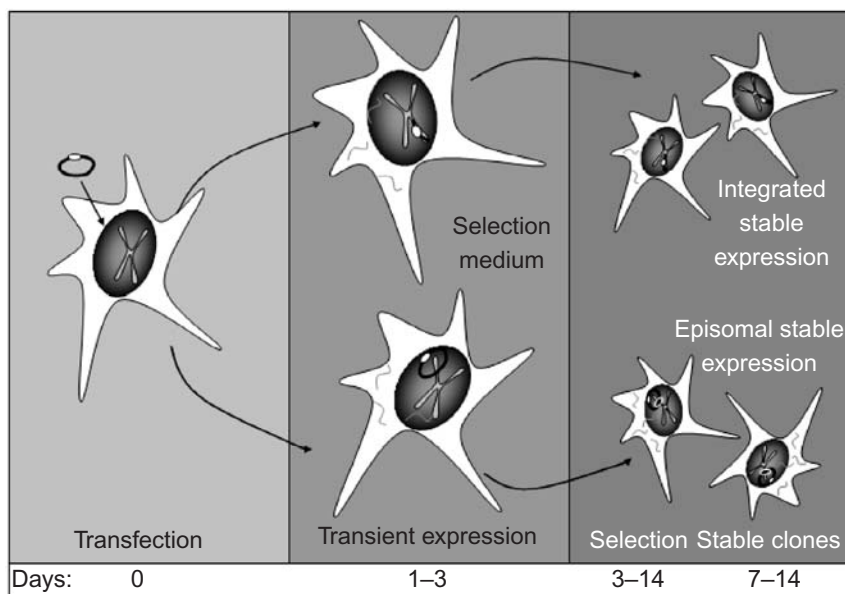 Selection
medium
Integrated
stable
expression
Episomal stable
expression
Transfection
Transient expression
Selection Stable clones
Days: 0 1–3 3–14 7–14